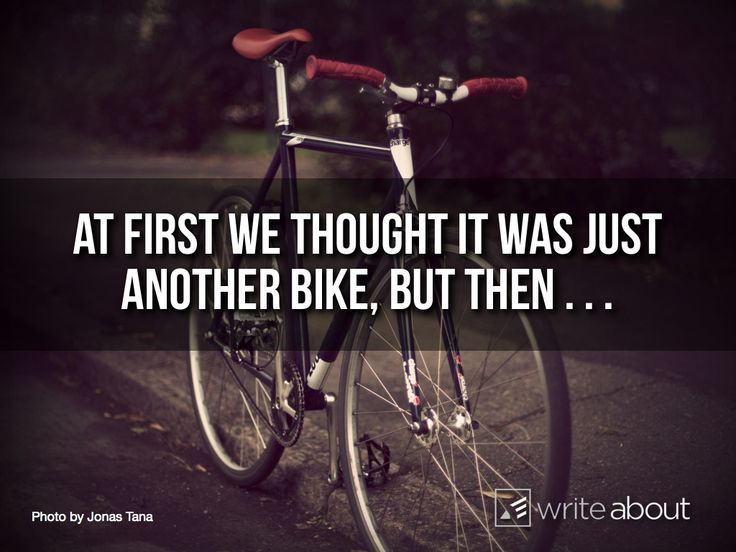 AT FIRST WE THOUGHT IT WAS JUST
ANOTHER BIKE, BUT THEN . . .
Photo by Jonas Tana
write about